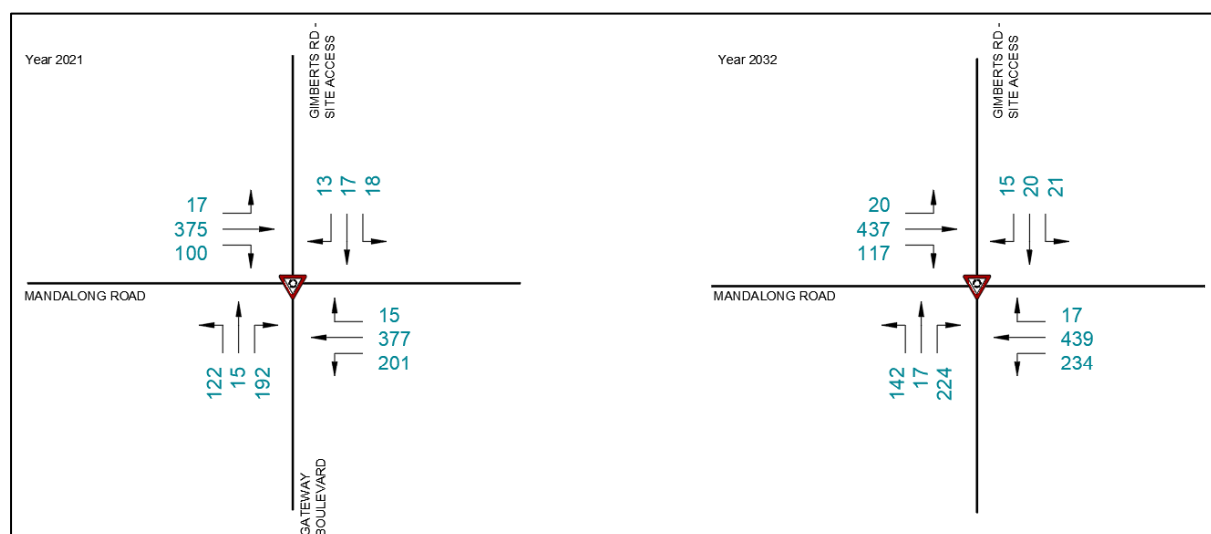 Year 2021
GIMBERTS RD -
SITE ACCESS
13
17
18
17
375
100
MANDALONG ROAD
15
377
201
122
15
192
GATEWAY
BOULEVARD
Year 2032
GIMBERTS RD -
SITE ACCESS
15
20
21
20
437
117
MANDALONG ROAD
17
439
234
142
17
224